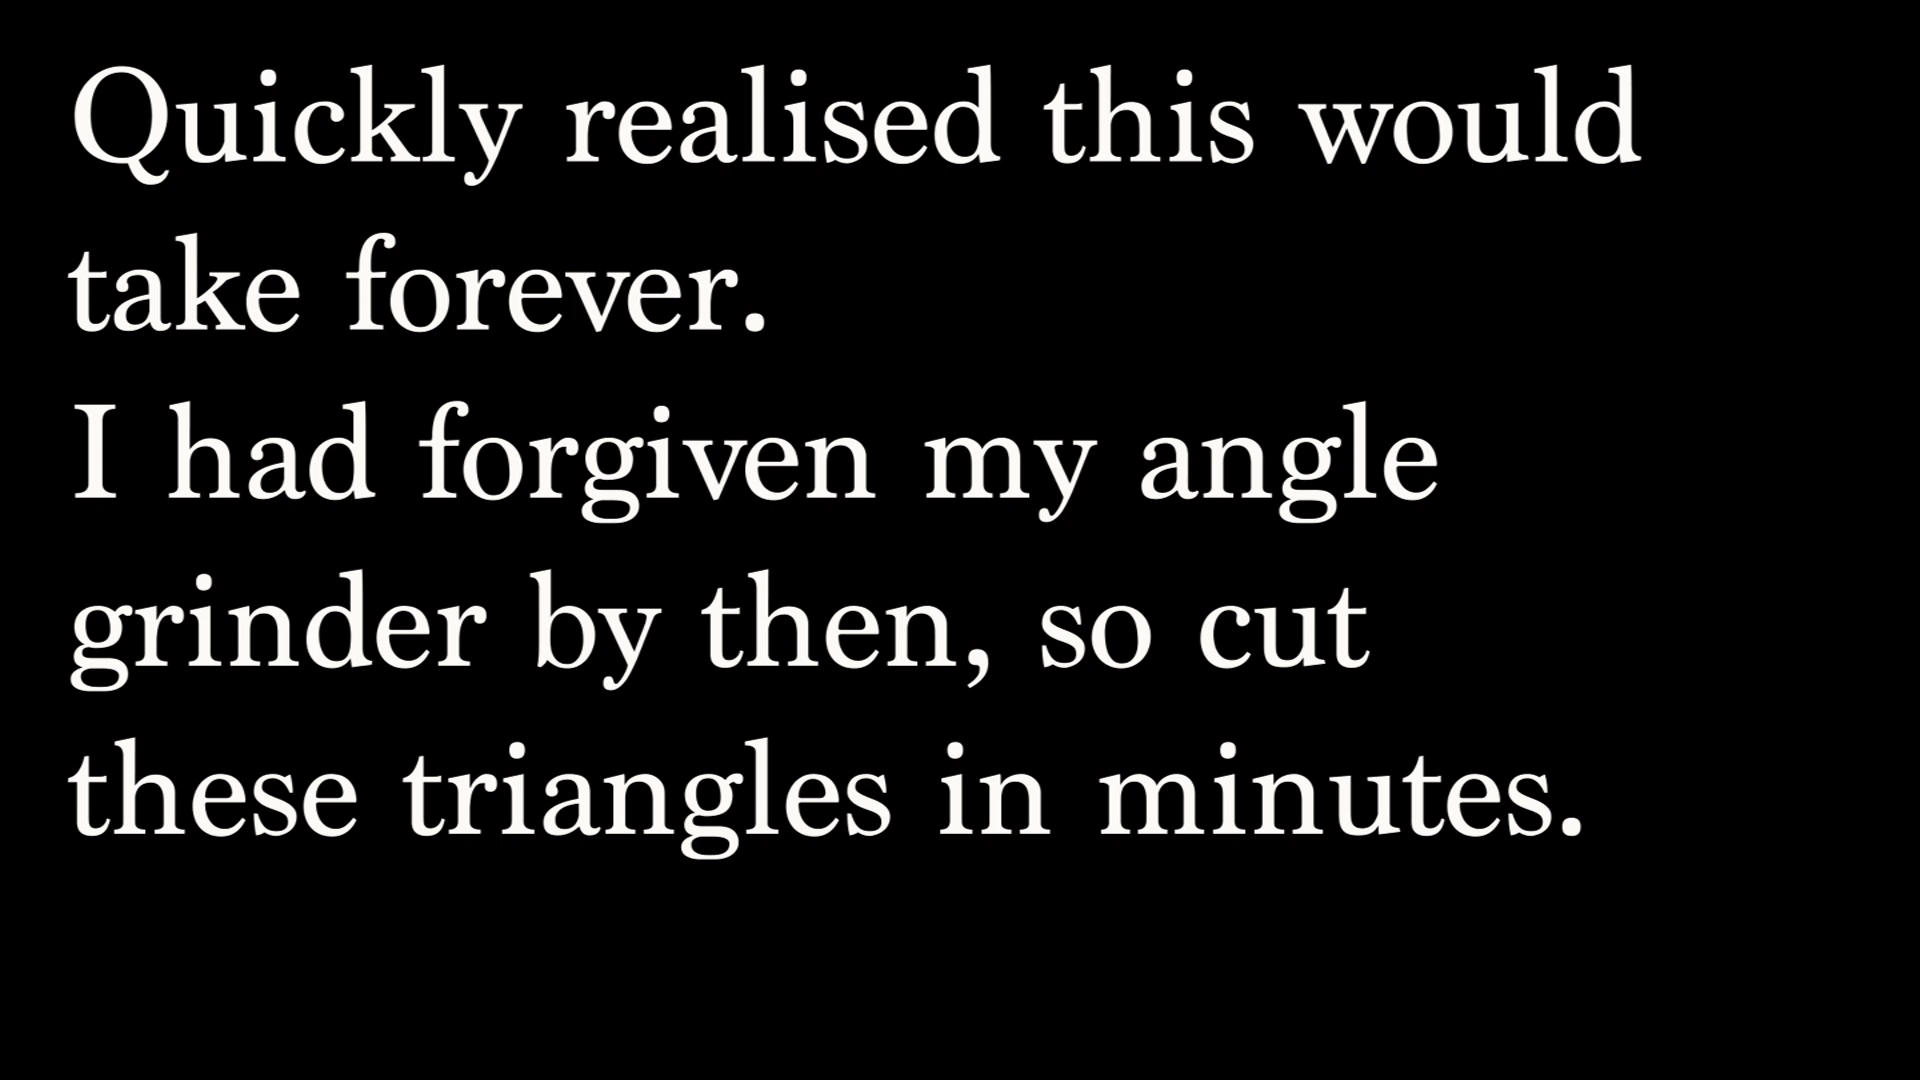 Quickly realised this would
take forever.
I had forgiven my angle
grinder by then, so cut
these triangles in minutes.